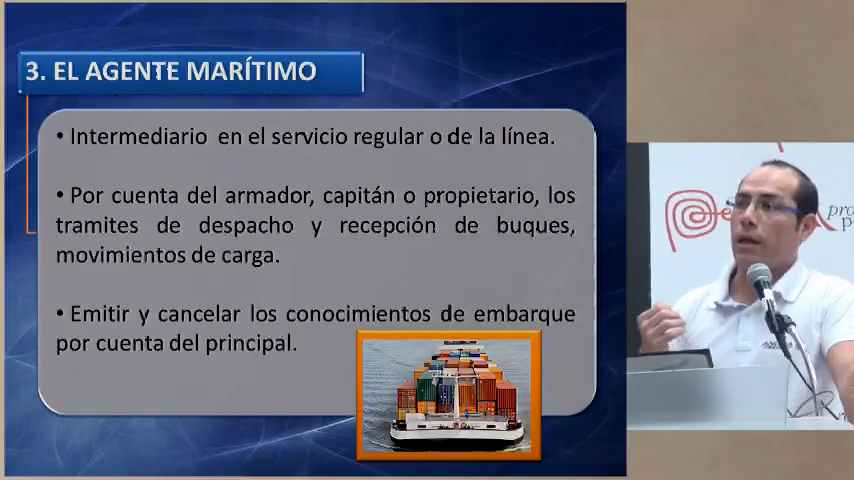 3. EL AGENTE MARÍTIMO
• Intermediario en el servicio regular o de la línea.
• Por cuenta del armador, capitán o propietario, los
tramites de despacho y recepción de buques,
movimientos de carga.
• Emitir y cancelar los conocimientos de embarque
por cuenta del principal.